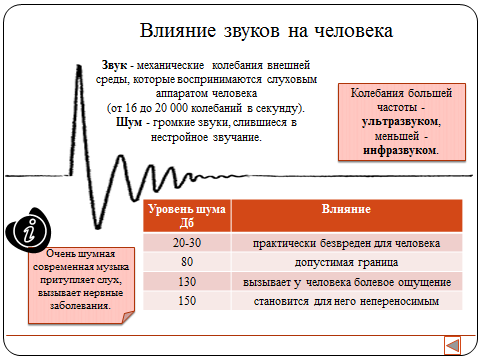 Влияние звуков на человека
Звук - механические колебания внешней
среды, которые воспринимаются слуховым
аппаратом человека
(от 16 до 20 000 колебаний в секунду).
Шум - громкие звуки, слившиеся в
нестройное звучание.
Колебания большей
частоты -
ультразвуком,
меньшей -
инфразвуком.
Уровень шума
Дб
Влияние
20-30 практически безвреден для человека
80 допустимая граница
130 вызывает у человека болевое ощущение
150 становится для него непереносимым
i
Очень шумная
современная музыка
притупляет слух,
вызывает нервные
заболевания.